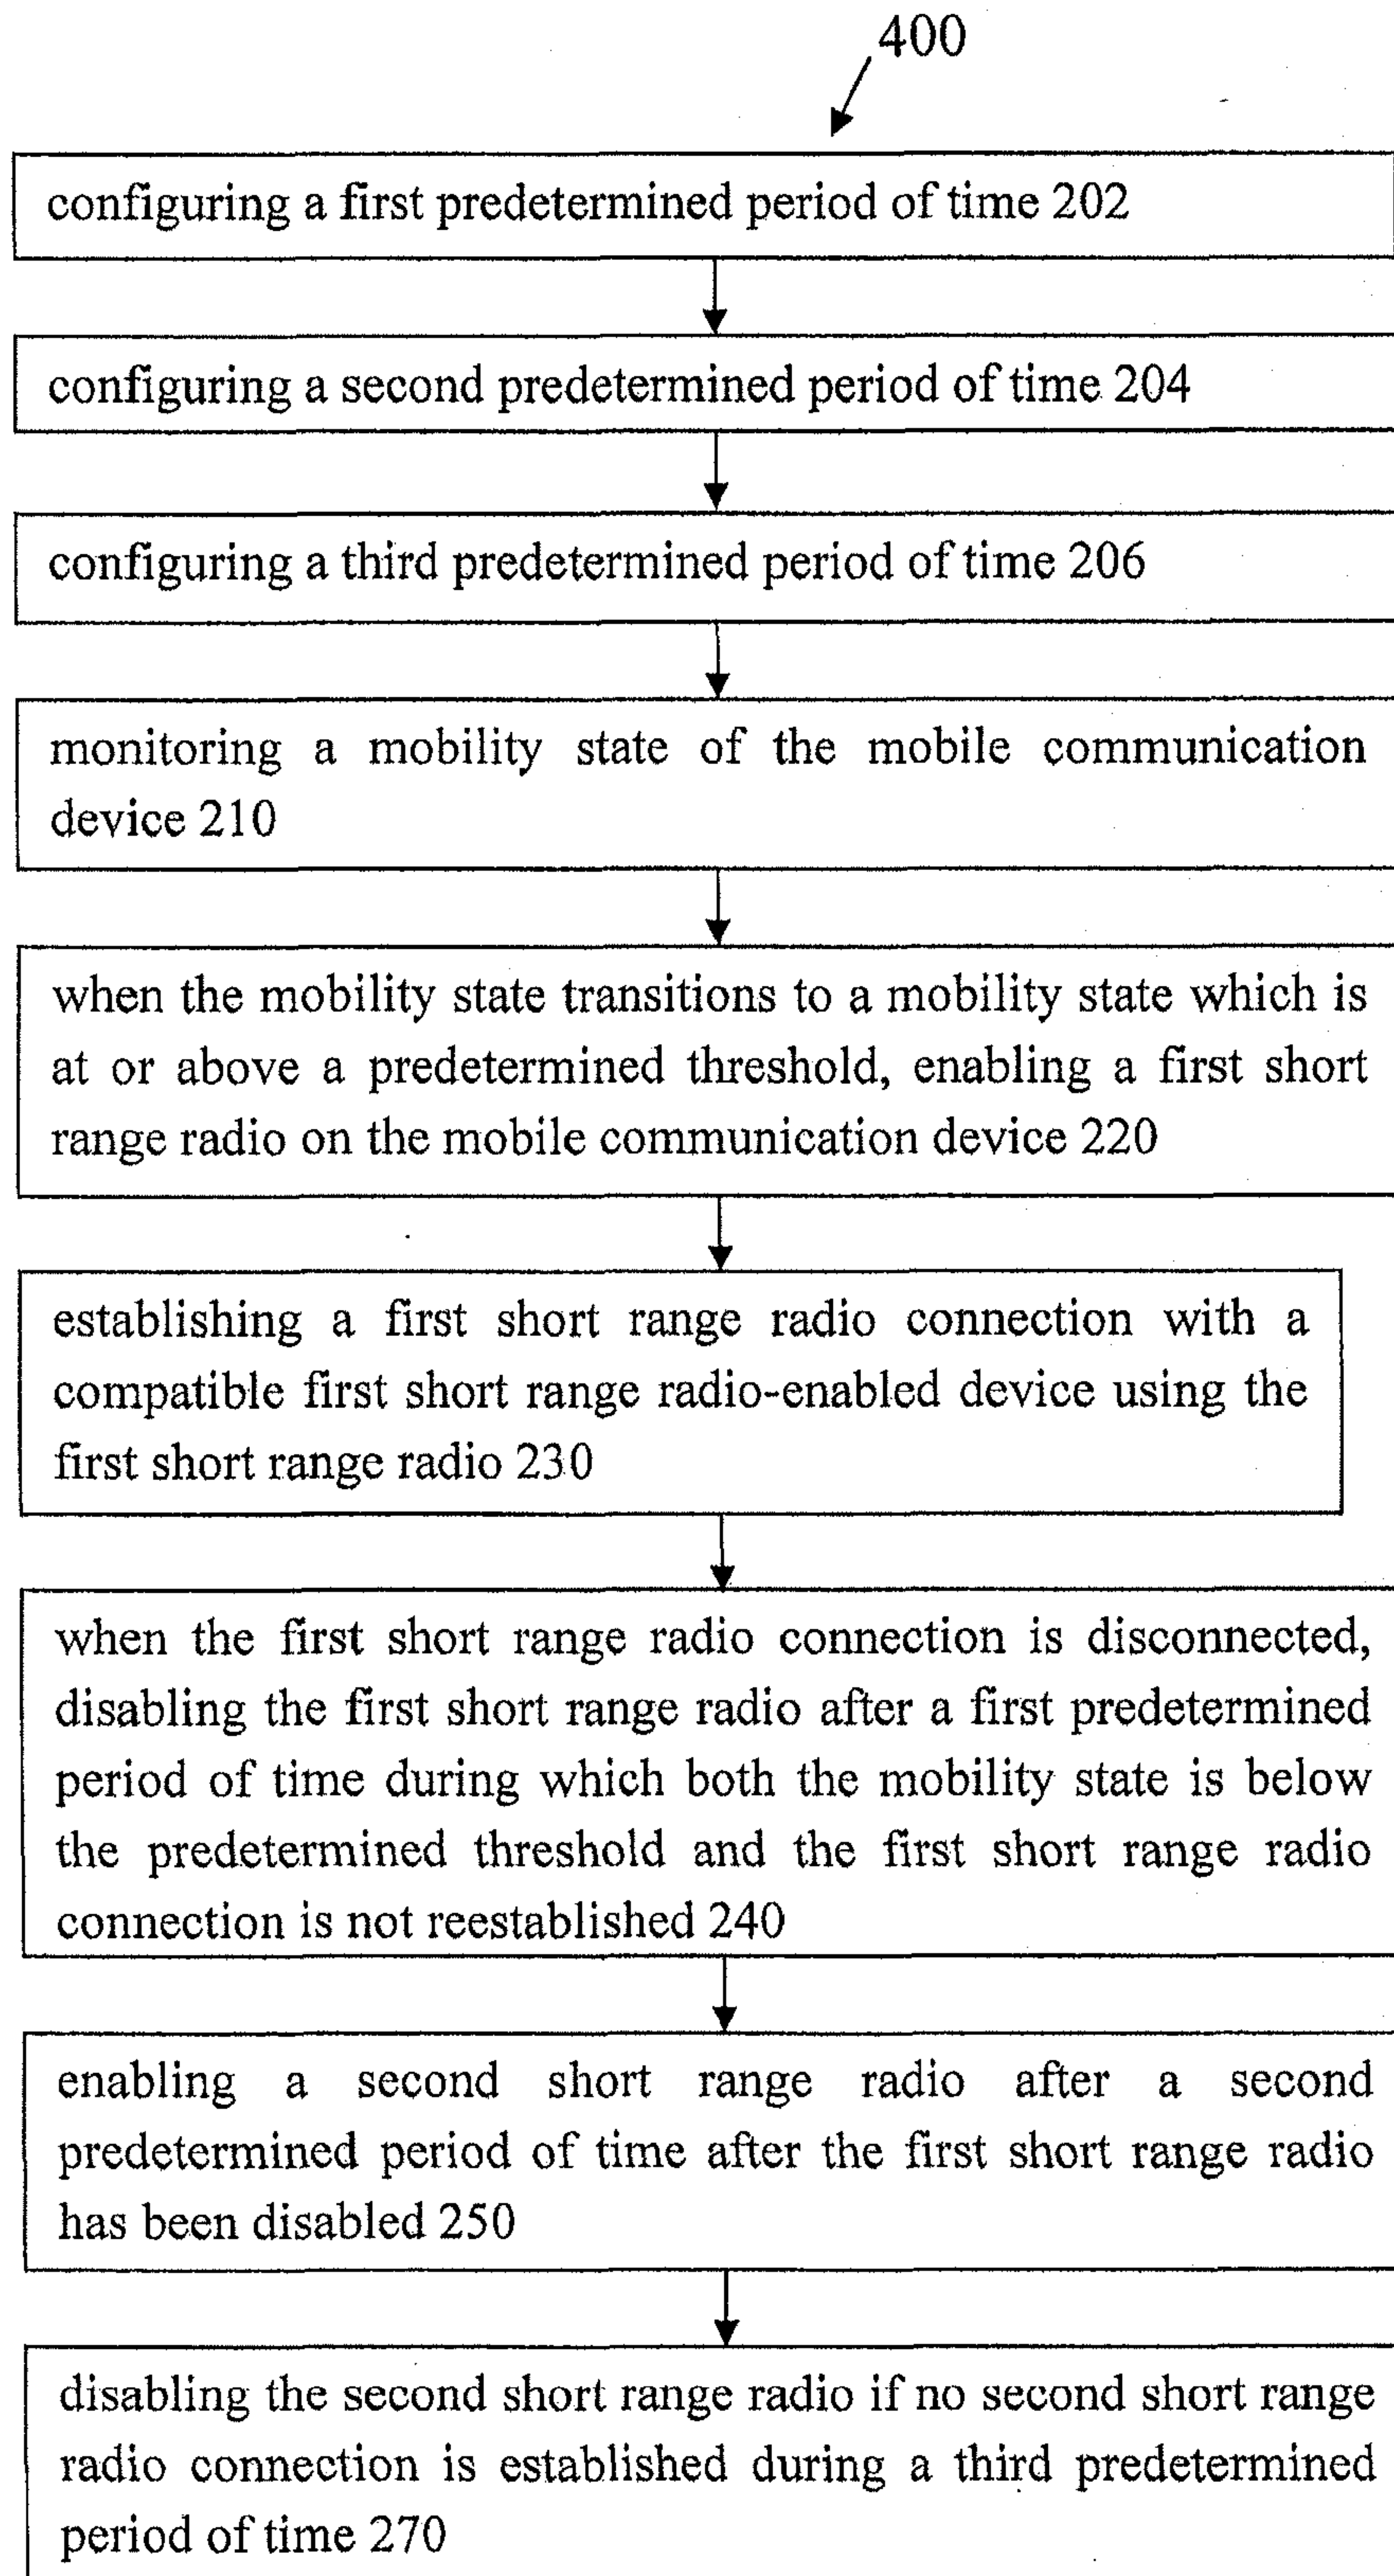 400
configuring a first predetermined period of time 202
configuring a second predetermined period of time 204
configuring a third predetermined period of time 206
monitoring a mobility state of the mobile communication
device 210
when the mobility state transitions to a mobility state which is
at or above a predetermined threshold, enabling a first short
range radio on the mobile communication device 220
establishing a first short range radio connection with a
compatible first short range radio-enabled device using the
first short range radio 230
when the first short range radio connection is disconnected,
disabling the first short range radio after a first predetermined
period of time during which both the mobility state is below
the predetermined threshold and the first short range radio
connection is not reestablished 240
enabling a second short range radio after a second
predetermined period of time after the first short range radio
has been disabled 250
disabling the second short range radio if no second short range
radio connection is established during a third predetermined
period of time 270